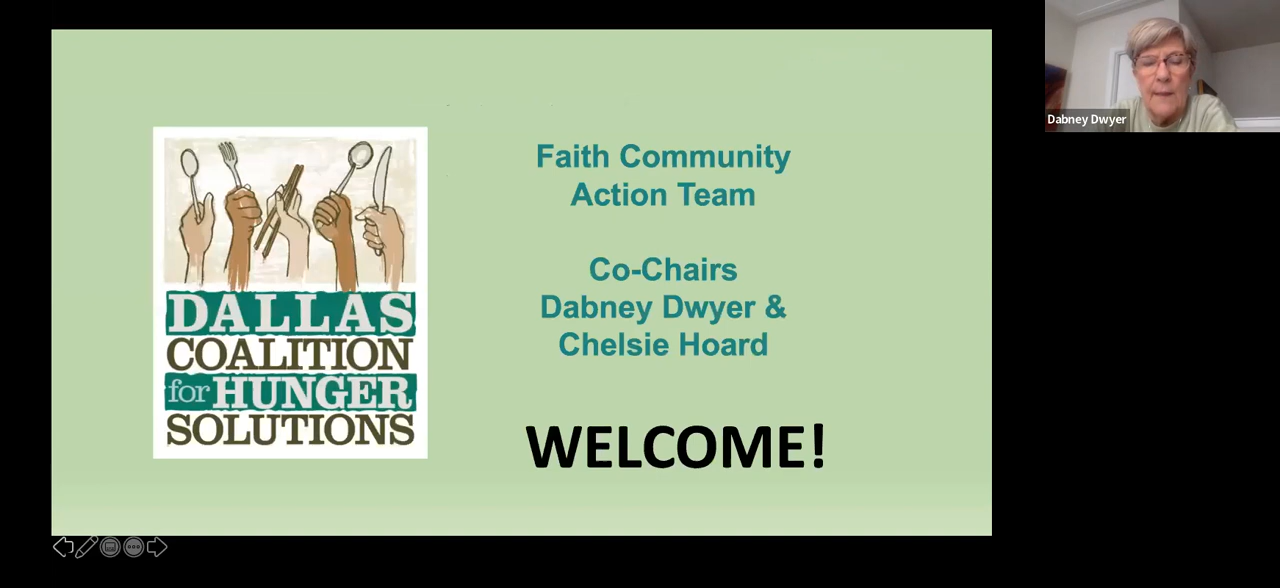 DALLAS
COALITION
for HUNGER
SOLUTIONS
Faith Community
Action Team
Co-Chairs
Dabney Dwyer &
Chelsie Hoard
WELCOME!
Dabney Dwyer